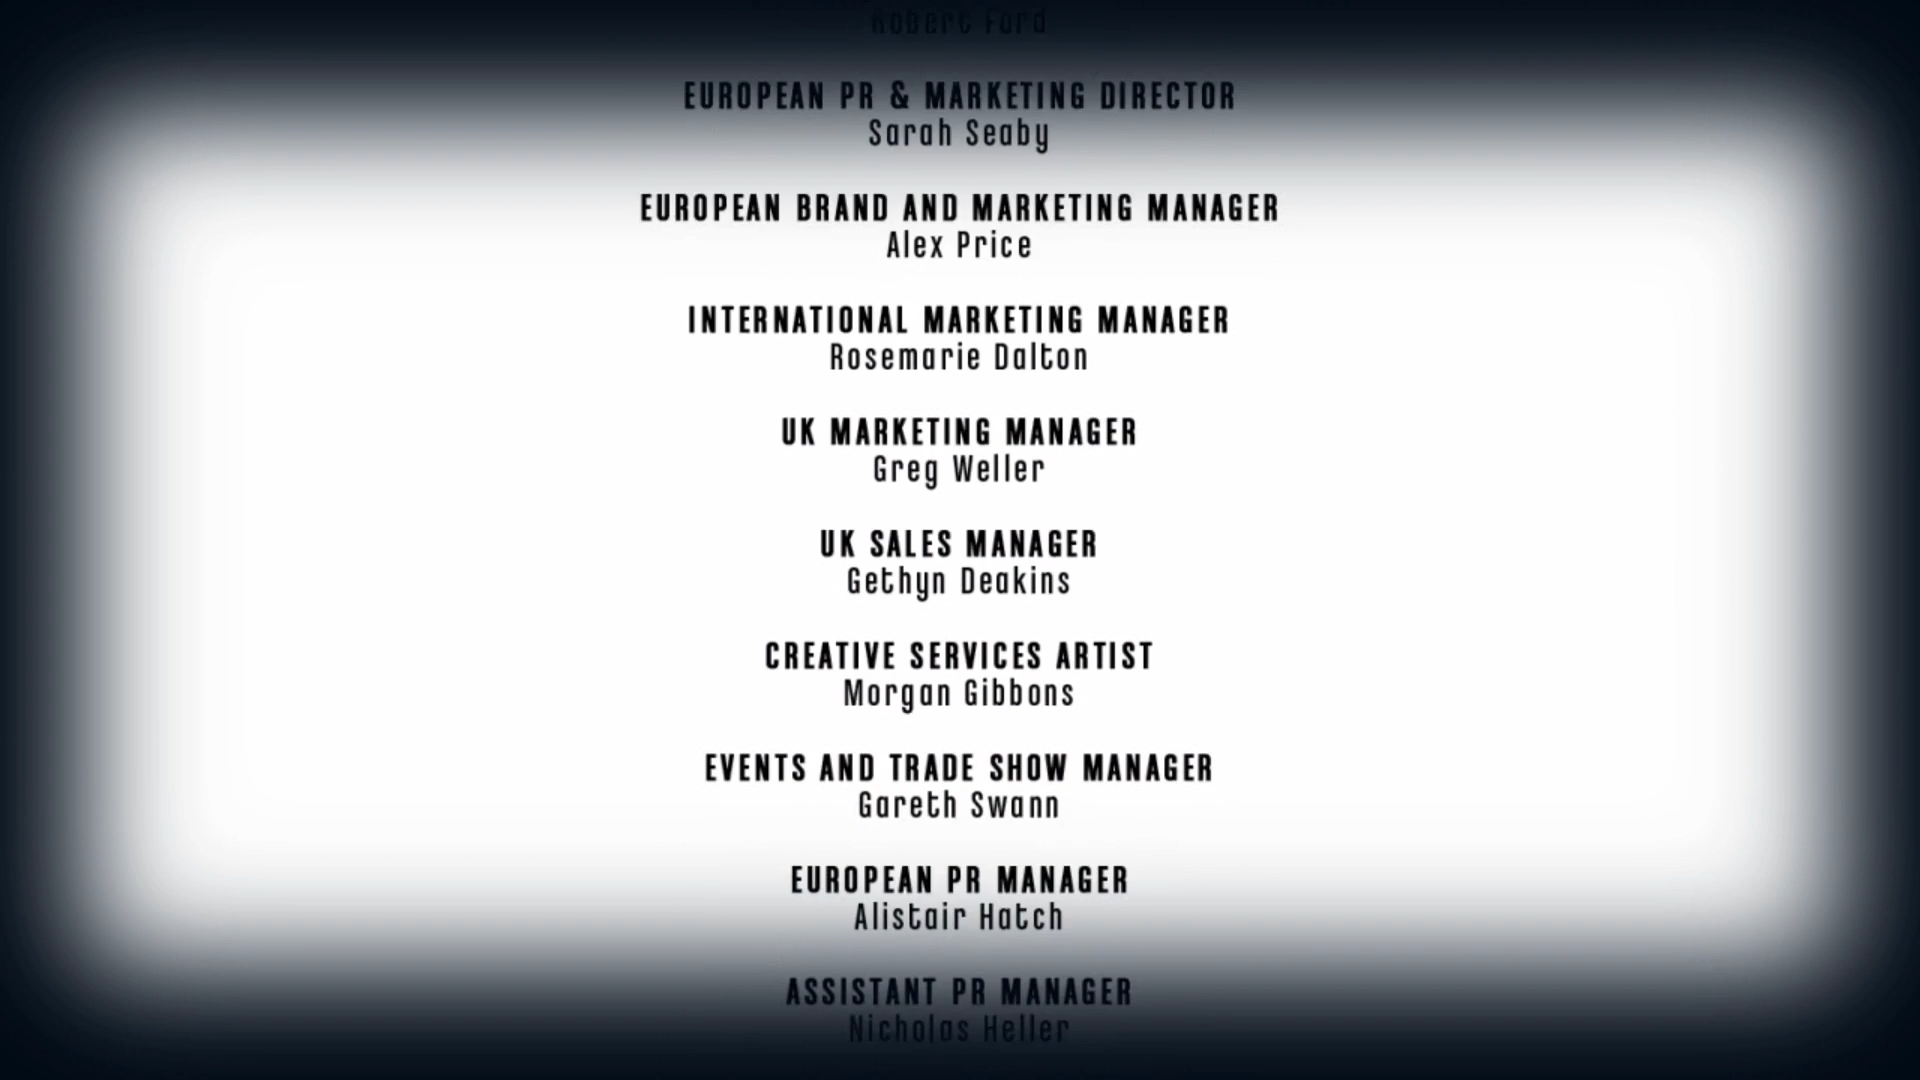 Robert Ford
EUROPEAN PR & MARKETING DIRECTOR
Sarah Seaby
EUROPEAN BRAND AND MARKETING MANAGER
Alex Price
INTERNATIONAL MARKETING MANAGER
Rosemarie Dalton
UK MARKETING MANAGER
Greg Weller
UK SALES MANAGER
Gethyn Deakins
CREATIVE SERVICES ARTIST
Morgan Gibbons
EVENTS AND TRADE SHOW MANAGER
Gareth Swann
EUROPEAN PR MANAGER
Alistair Hatch
ASSISTANT PR MANAGER
Nicholas Heller